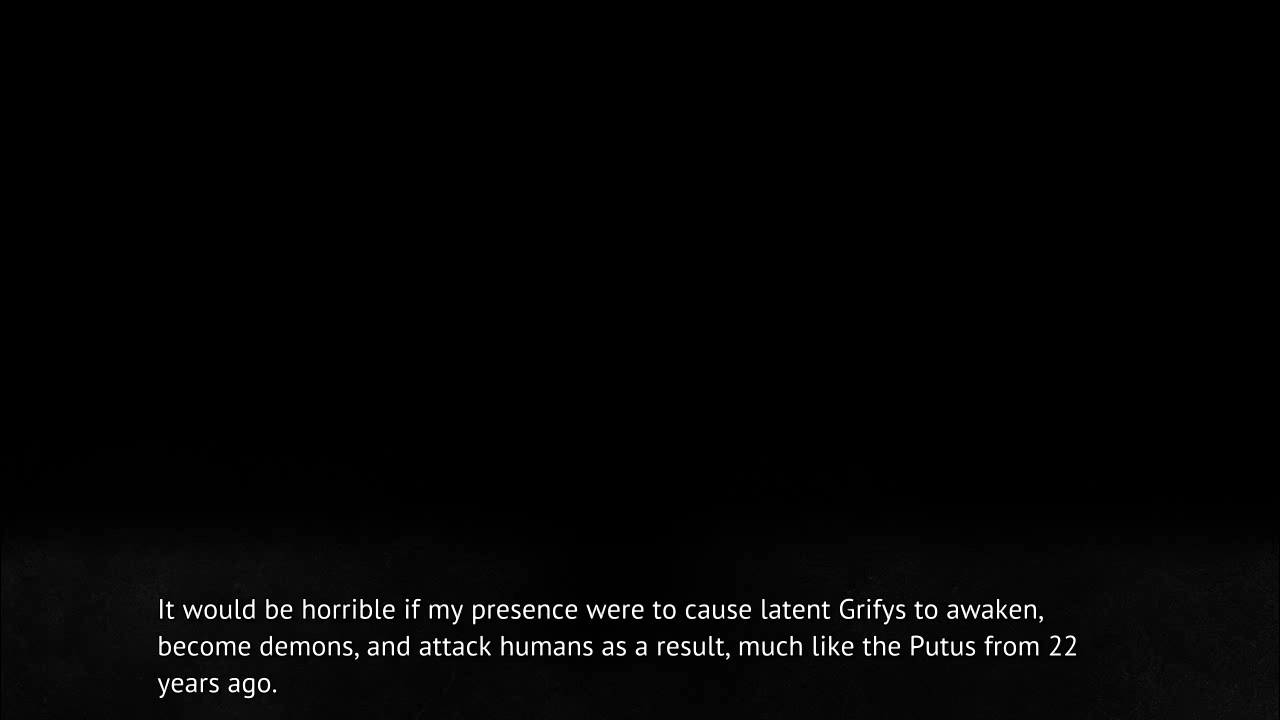 It would be horrible if my presence were to cause latent Grifys to awaken,
become demons, and attack humans as a result, much like the Putus from 22
years ago.